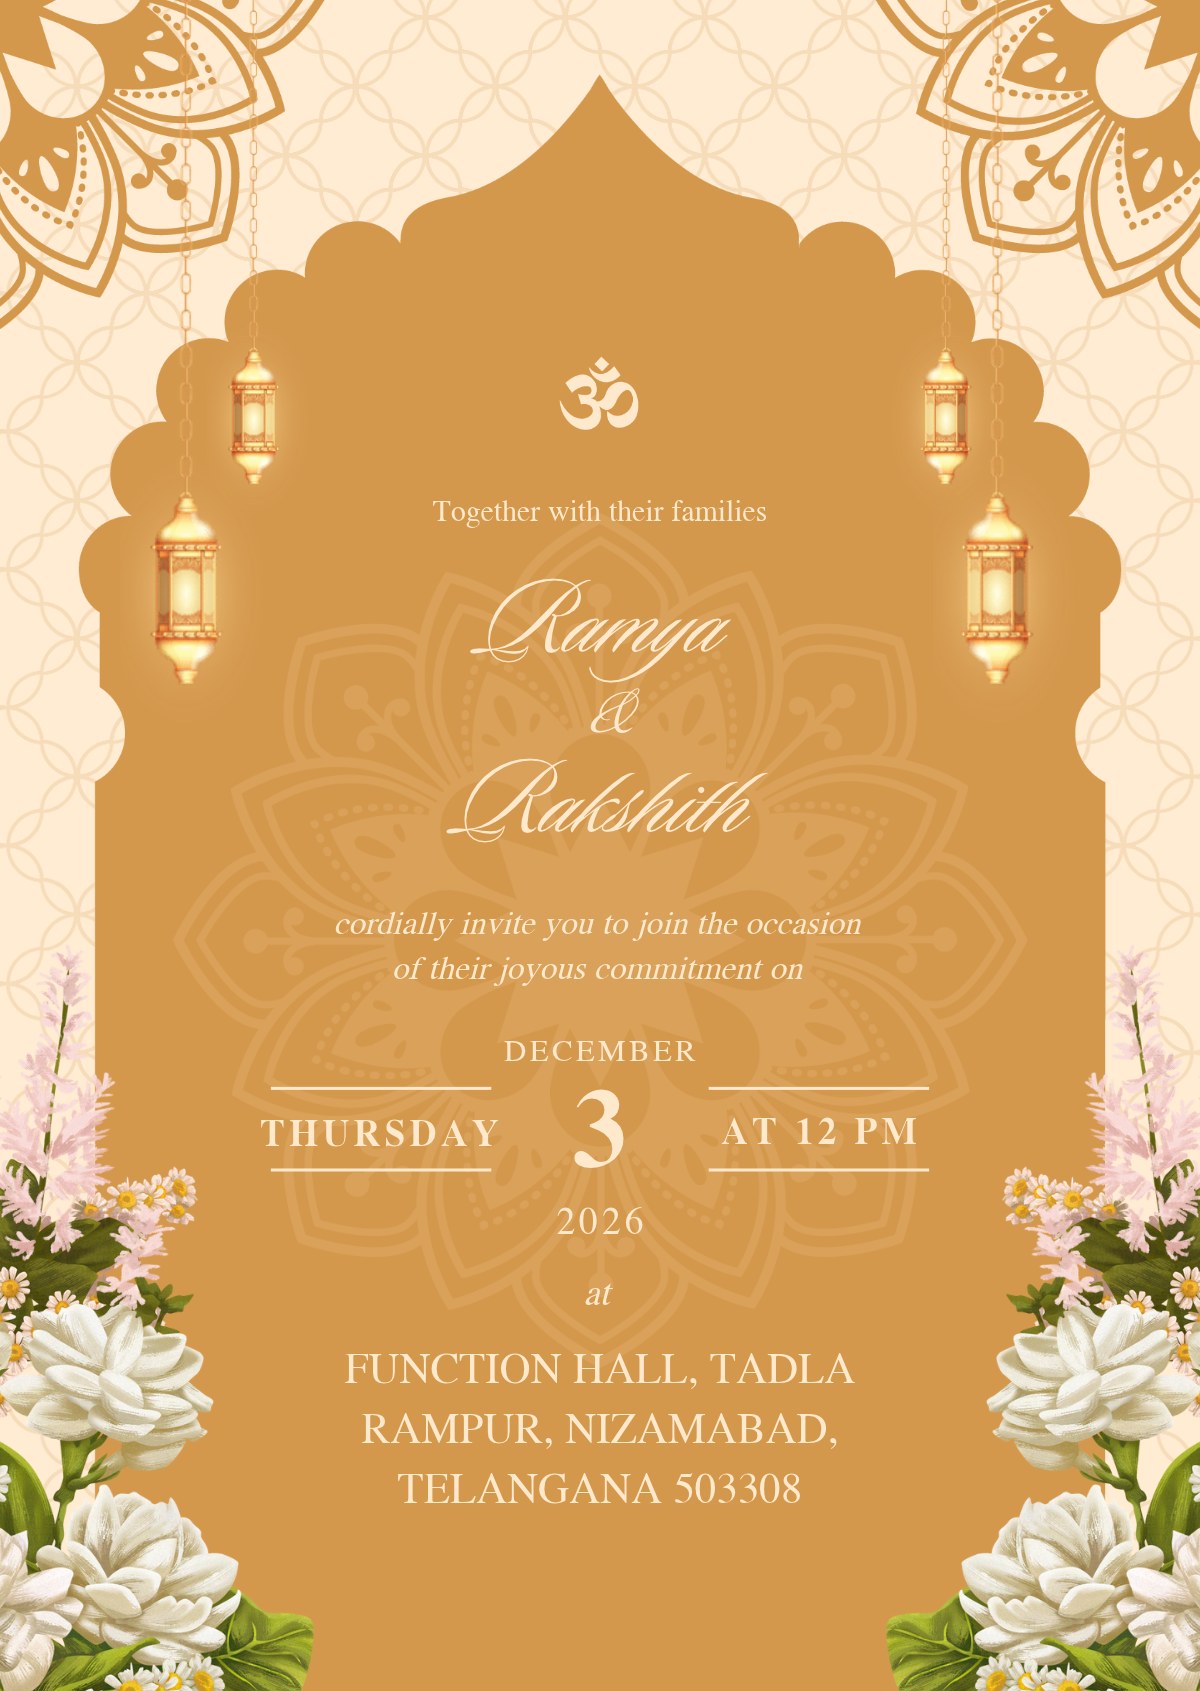 ॐ
Together with their families
Ramya
&
Rakshith
cordially invite you to join the occasion
of their joyous commitment on
DECEMBER
THURSDAY 3 AT 12 PM
2026
at
FUNCTION HALL, TADLA
RAMPUR, NIZAMABAD,
TELANGANA 503308